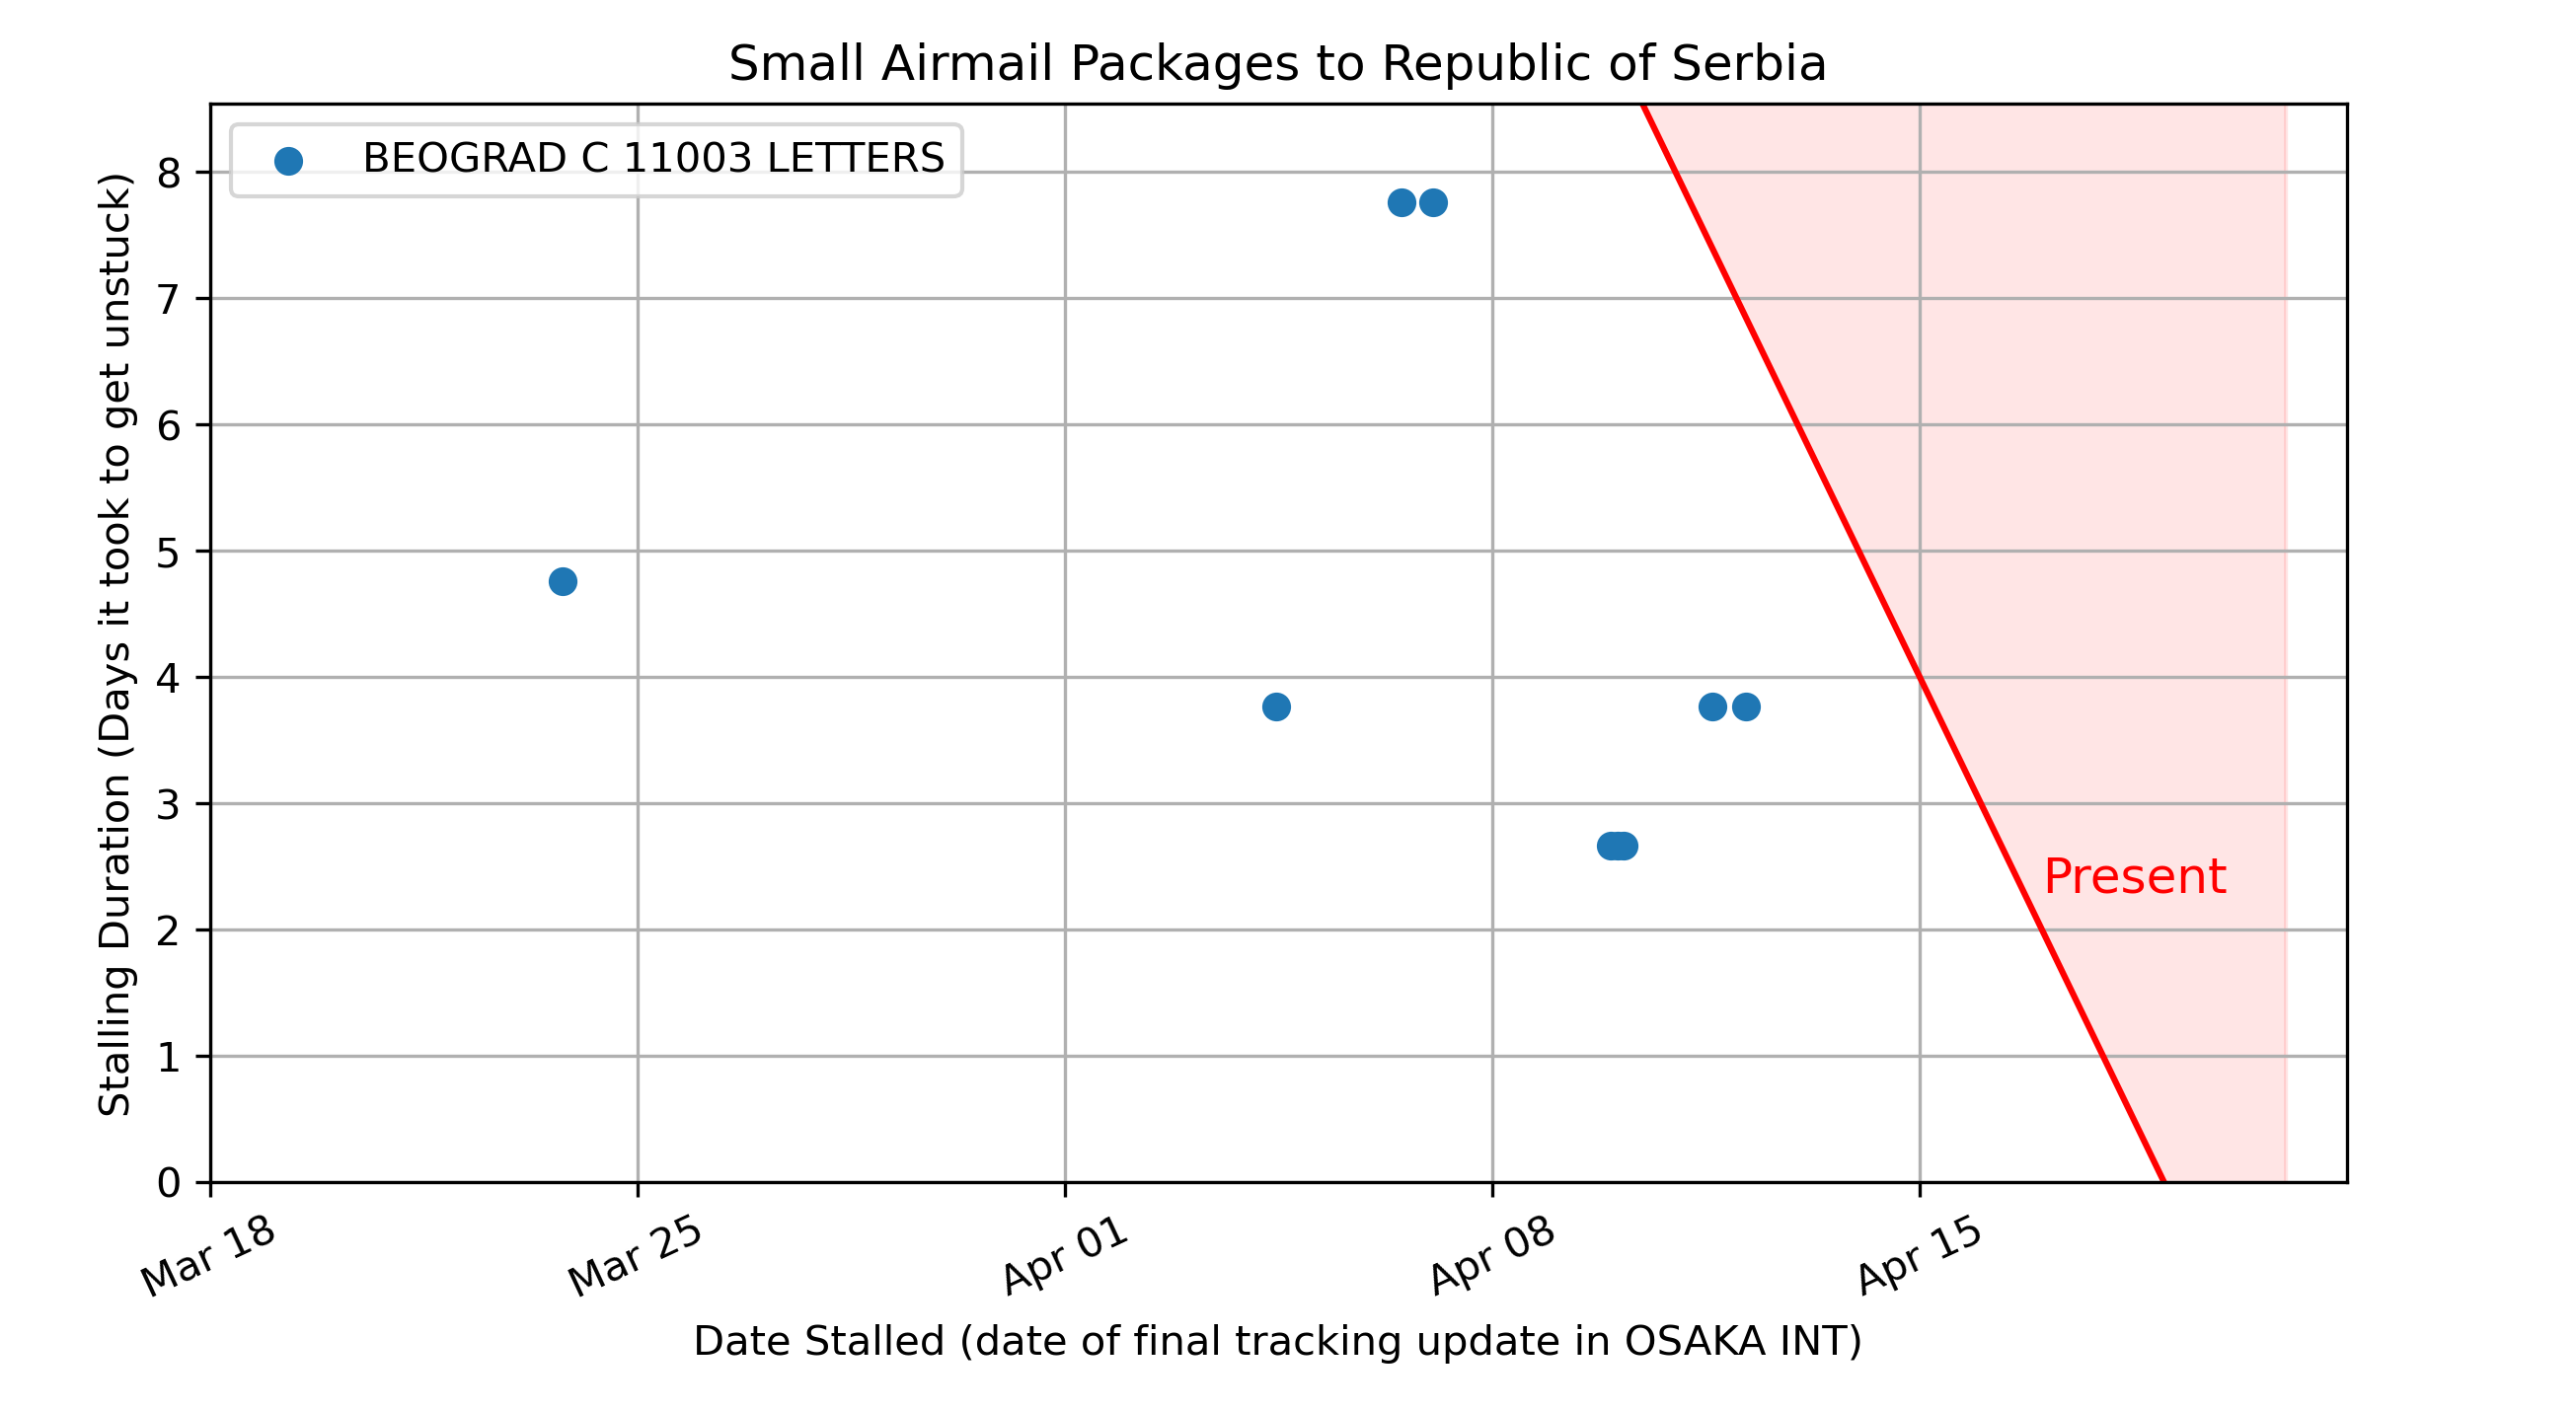 Small Airmail Packages to Republic of Serbia
BEOGRAD C 11003 LETTERS
Stalling Duration (Days it took to get unstuck)
8
7
6
5
4
3
2
1
0
Present
Mar 18
Mar 25
Apr 01
Apr 08
Apr 15
Date Stalled (date of final tracking update in OSAKA INT)